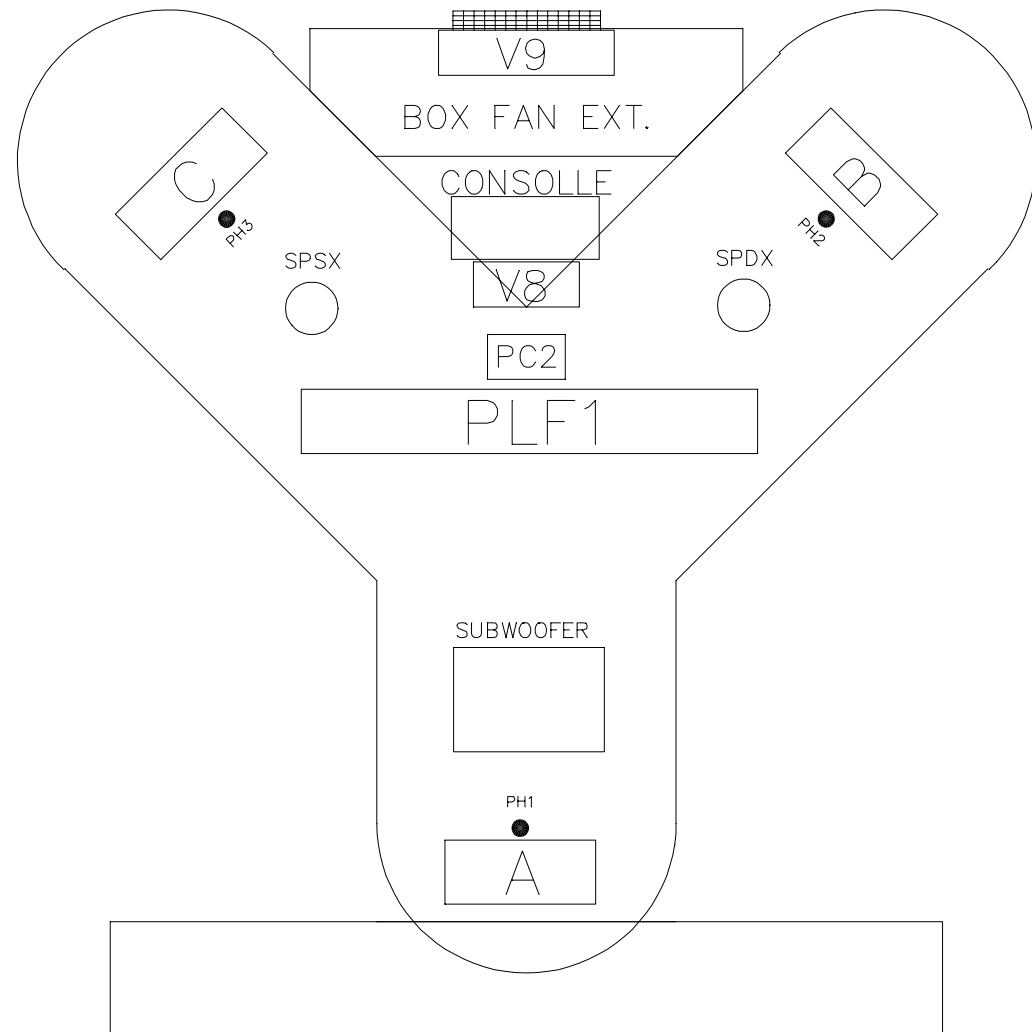 V9
BOX FAN EXT.
CONSOLLE
C
B
PH3
PH2
SPSX
SPDX
V8
PC2
PLF1
SUBWOOFER
PH1
A